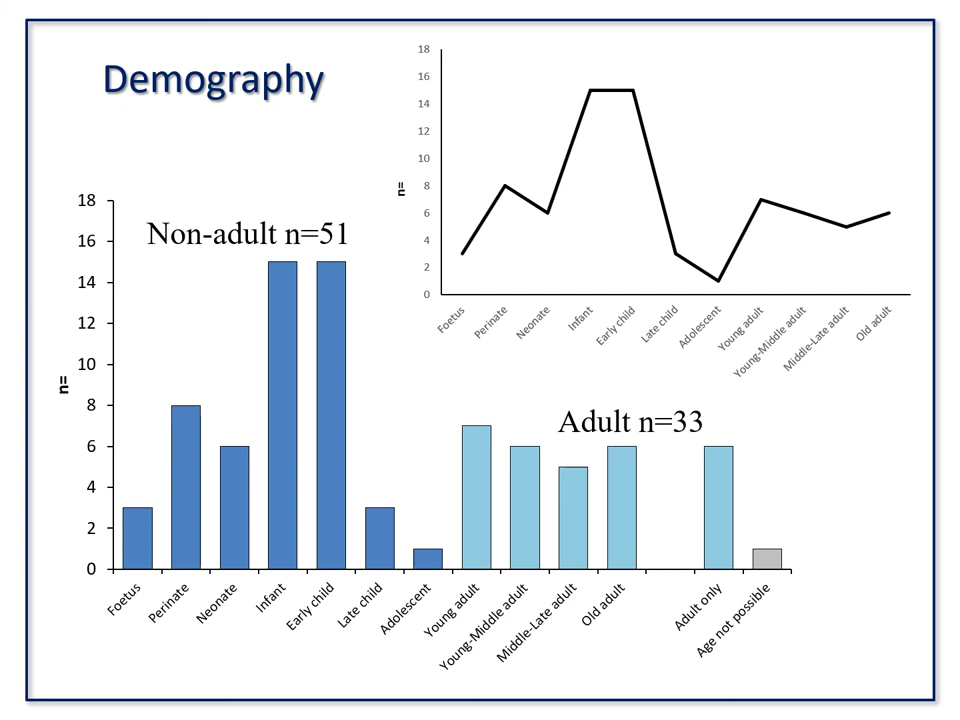 Demography
18
16
14
12
10
8
6
4
2
0
n=
Foetus
Perinate
Neonate
Infant
Early child
Late child
Adolescent
Young adult
Young-Middle adult
Middle-Late adult
Old adult
18
16
14
12
10
8
6
4
2
0
n=
Non-adult n=51
Adult n=33
Foetus
Perinate
Neonate
Infant
Early child
Late child
Adolescent
Young adult
Young-Middle adult
Middle-Late adult
Old adult
Adult only
Age not possible